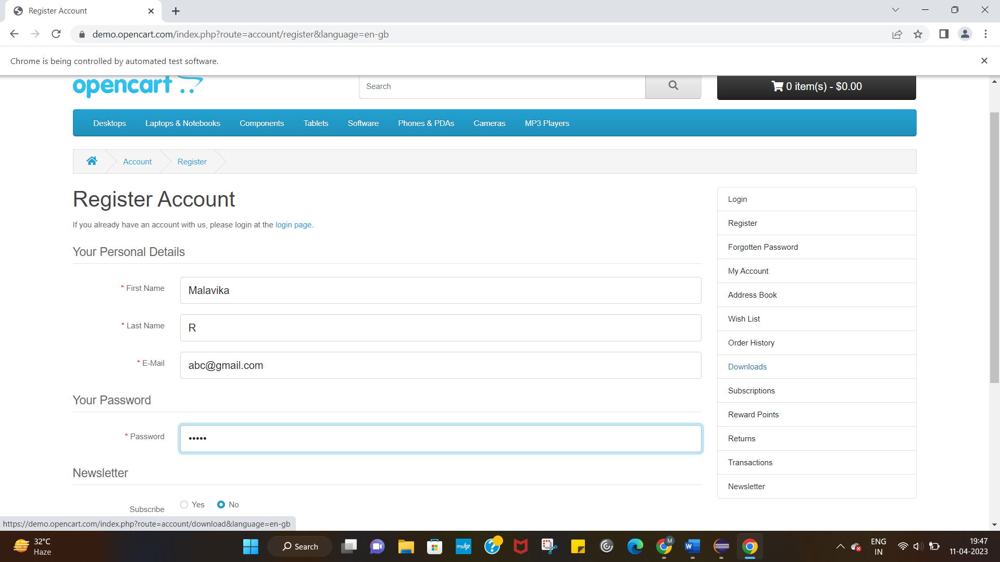 Register Account
demo.opencart.com/index.php?route=account/register&language=en-gb
Chrome is being controlled by automated test software.
opencart
Search
0 item(s) - $0.00
Desktops Laptops & Notebooks Components Tablets Software Phones & PDAs Cameras MP3 Players
Account Register
Register Account
If you already have an account with us, please login at the login page.
Your Personal Details
* First Name Malavika
* Last Name R
* E-Mail abc@gmail.com
Your Password
* Password •••••
Newsletter
Subscribe Yes No
Login
Register
Forgotten Password
My Account
Address Book
Wish List
Order History
Downloads
Subscriptions
Reward Points
Returns
Transactions
Newsletter
https://demo.opencart.com/index.php?route=account/download&language=en-gb
32°C
Haze
Search
myhp
M
W
ENG
IN
19:47
11-04-2023